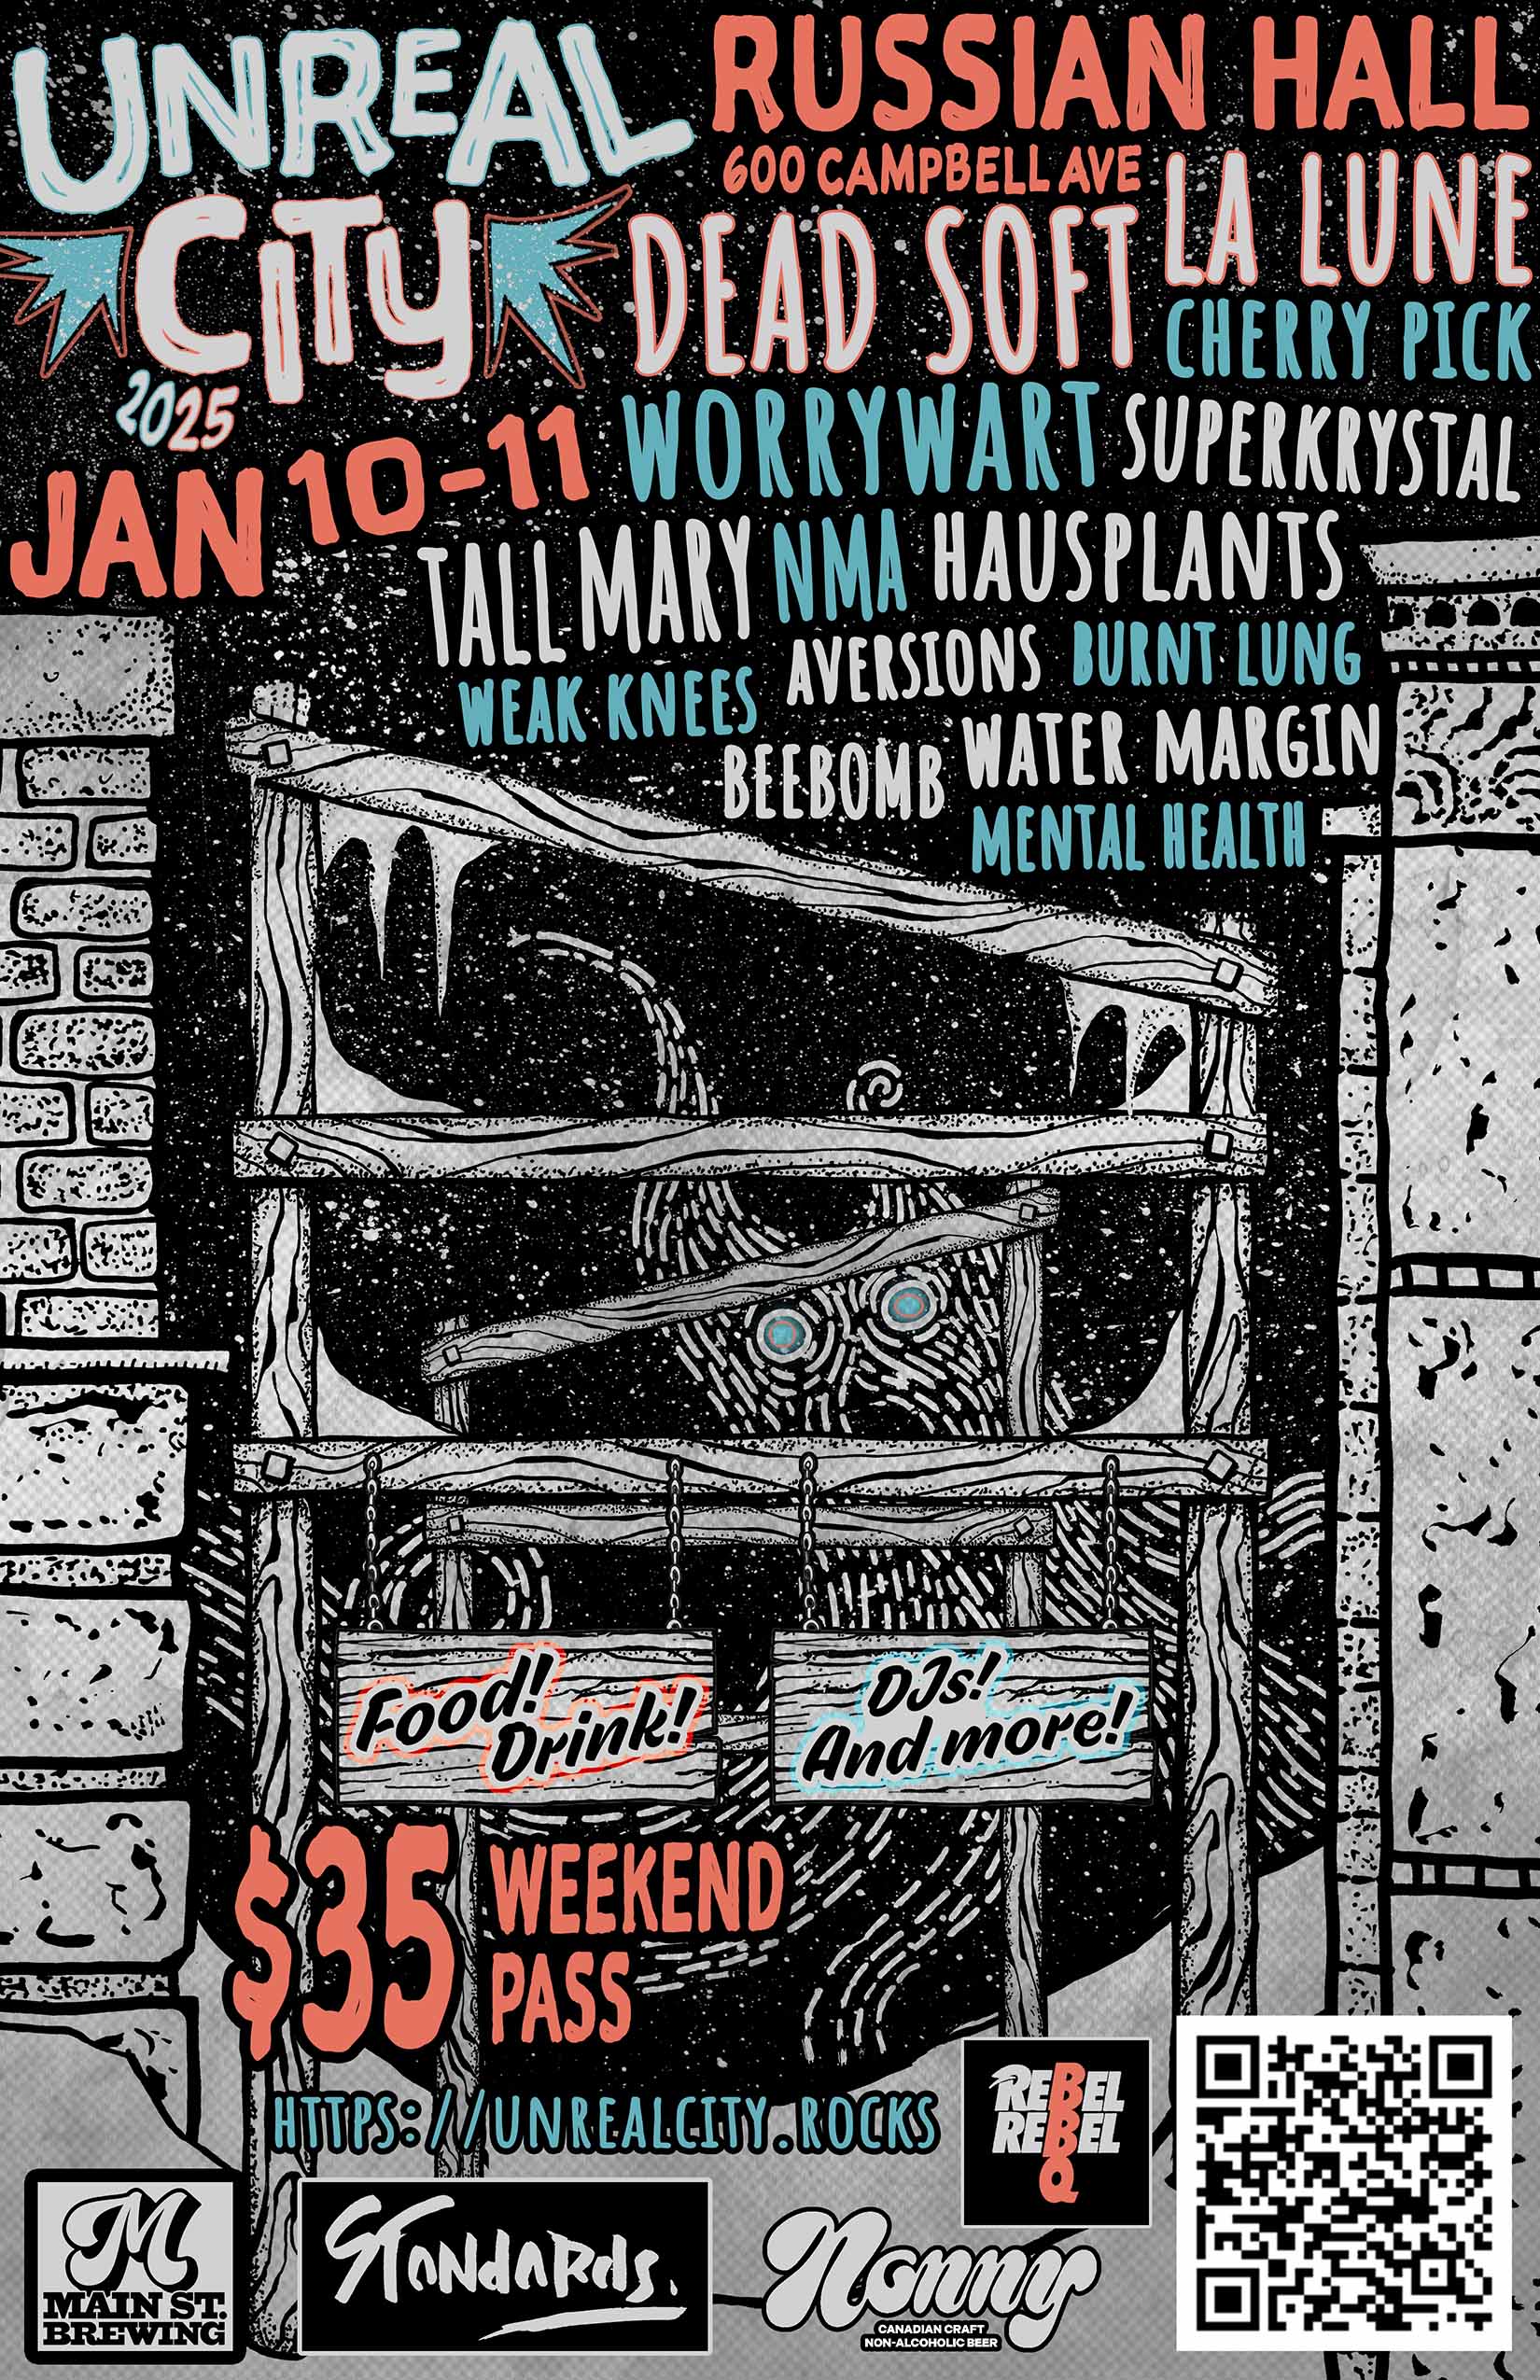 UNREAL
CITY
2025
JAN 10-11
RUSSIAN HALL
600 CAMPBELL AVE
LA LUNE
DEAD SOFT
CHERRY PICK
WORRYWART
SUPERKRYSTAL
TALL MARY
NMA
HAUSPLANTS
WEAK KNEES
AVERSIONS
BURNT LUNG
BEEBOMB
WATER MARGIN
MENTAL HEALTH
Food!
Drink!
DJs!
And more!
$35 WEEKEND
PASS
HTTPS://UNREALCITY.ROCKS
REBEL
REBEL
B
B
Q
M
MAIN ST.
BREWING
STANDARDS.
Nonny
CANADIAN CRAFT
NON-ALCOHOLIC BEER